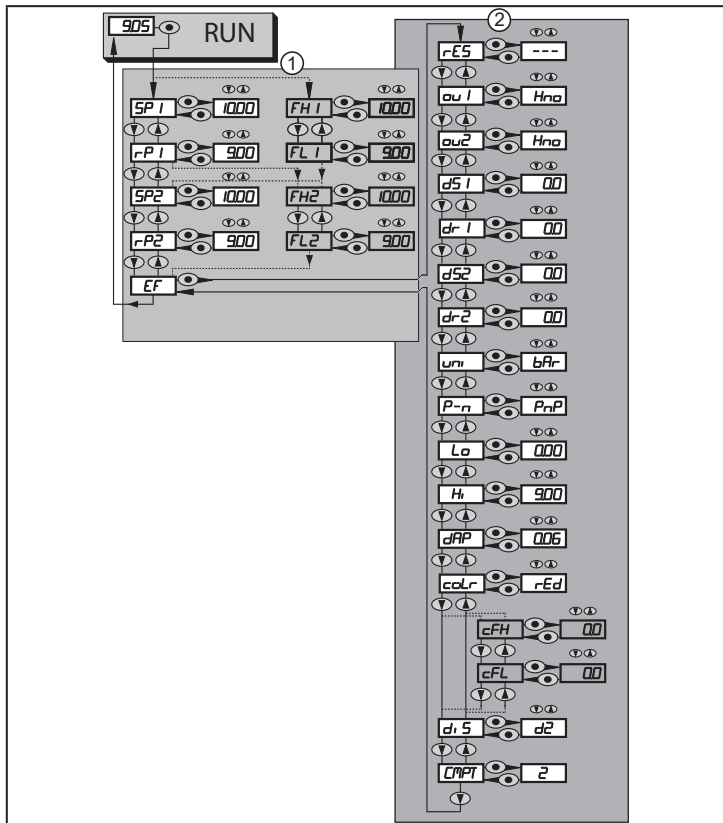 9.05 RUN
1
SP1 10.00 FH1 10.00
rP1 9.00 FL1 9.00
SP2 10.00 FH2 10.00
rP2 9.00 FL2 9.00
EF
2
rES ---
ou1 Hno
ou2 Hno
dS1 0.0
dr1 0.0
dS2 0.0
dr2 0.0
uni bAr
P-n PnP
Lo 0.00
Hi 9.00
dAP 0.06
coLr rEd
cFH 0.0
cFL 0.0
diS d2
CMPT 2